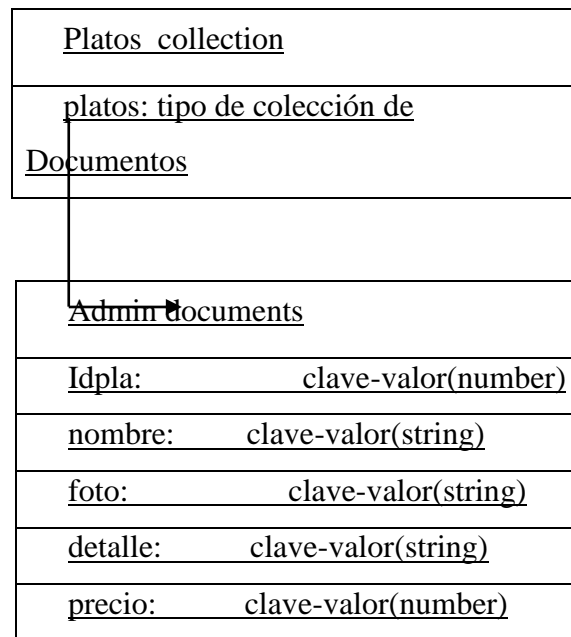 Platos collection
platos: tipo de colección de
Documentos
Admin documents
Idpla: clave-valor(number)
nombre: clave-valor(string)
foto: clave-valor(string)
detalle: clave-valor(string)
precio: clave-valor(number)